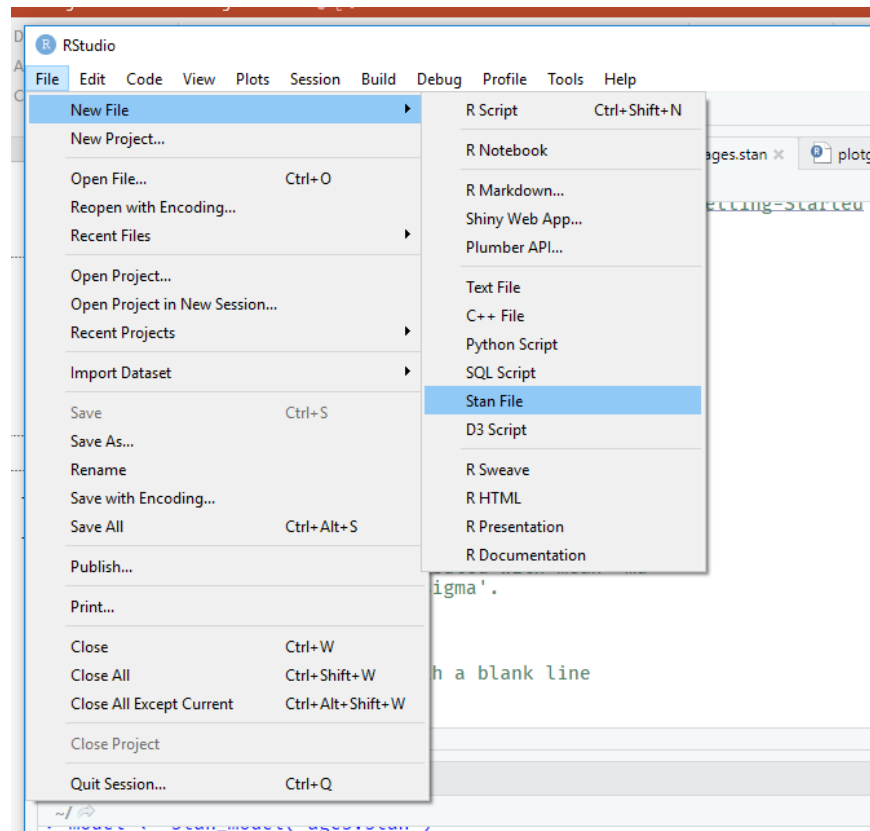 RStudio
File Edit Code View Plots Session Build Debug Profile Tools Help
New File
New Project...
Open File... Ctrl+O
Reopen with Encoding...
Recent Files
Open Project...
Open Project in New Session...
Recent Projects
Import Dataset
Save Ctrl+S
Save As...
Rename
Save with Encoding...
Save All Ctrl+Alt+S
Publish...
Print...
Close Ctrl+W
Close All Ctrl+Shift+W
Close All Except Current Ctrl+Alt+Shift+W
Close Project
Quit Session... Ctrl+Q
R Script Ctrl+Shift+N
R Notebook
R Markdown...
Shiny Web App...
Plumber API...
Text File
C++ File
Python Script
SQL Script
Stan File
D3 Script
R Sweave
R HTML
R Presentation
R Documentation
ages.stan plotg
etting-Started
igma'.
h a blank line
~/